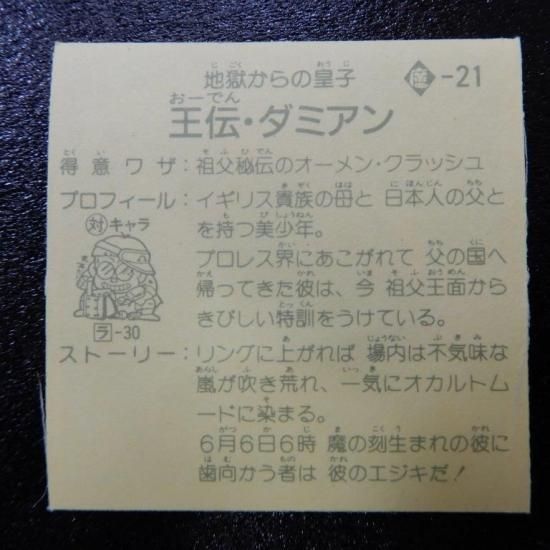 地獄からの皇子 -21
王伝・ダミアン
得意ワザ：祖父秘伝のオーメン・クラッシュ
プロフィール：イギリス貴族の母と 日本人の父と
を持つ美少年。
対キャラ
プロレス界にあこがれて 父の国へ
帰ってきた彼は、今 祖父王面から
きびしい特訓をうけている。
ラ-30
ストーリー：リングに上がれば 場内は不気味な
嵐が吹き荒れ、一気にオカルトム
ードに染まる。
6月6日6時 魔の刻生まれの彼に
歯向かう者は 彼のエジキだ！